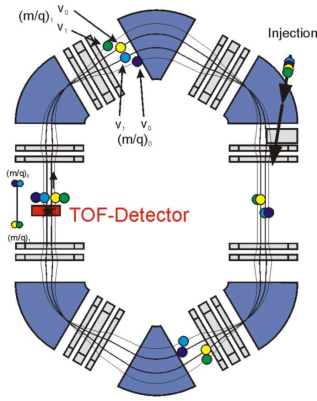 v₀
(m/q)₁
v₁
Injection
v₁ v₀
(m/q)₀
(m/q)₀
TOF-Detector
(m/q)₁